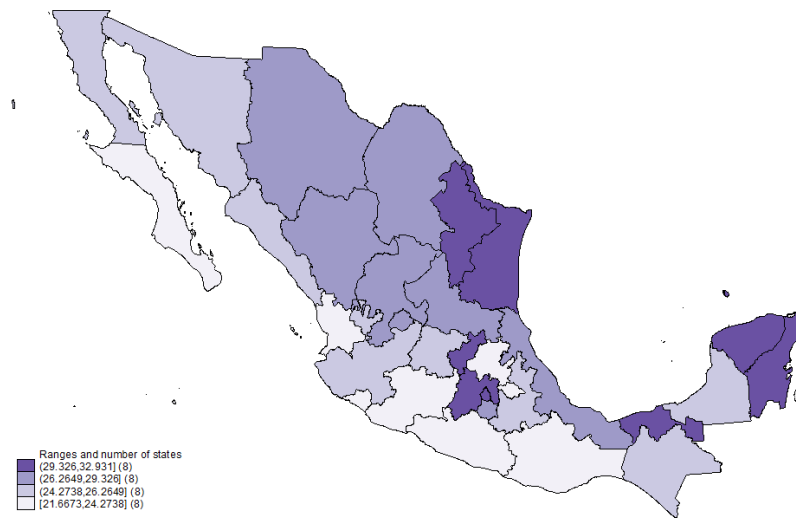 Ranges and number of states
(29.326,32.931] (8)
(26.2649,29.326] (8)
(24.2738,26.2649] (8)
[21.6673,24.2738] (8)